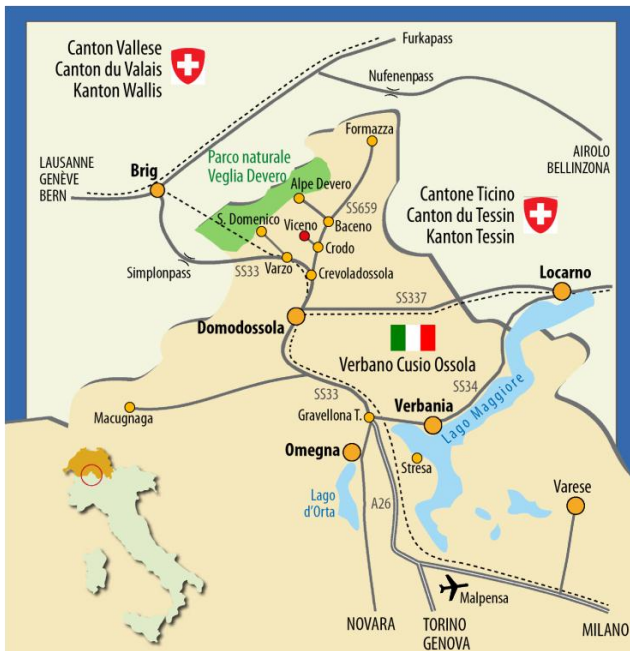 Furkapass
Canton Vallese
Canton du Valais
Kanton Wallis
Nufenenpass
Formazza
AIROLO
BELLINZONA
LAUSANNE
GENÈVE
BERN
Brig
Parco naturale
Veglia Devero
Alpe Devero
SS659
Cantone Ticino
Canton du Tessin
Kanton Tessin
S. Domenico
Viceno
Baceno
Crodo
Simplonpass
SS33
Varzo
Crevoladossola
Locarno
SS337
Domodossola
Verbano Cusio Ossola
SS34
Lago Maggiore
SS33
Macugnaga
Gravellona T.
Verbania
Omegna
Stresa
Lago
d'Orta
A26
Varese
Malpensa
NOVARA
TORINO
GENOVA
MILANO